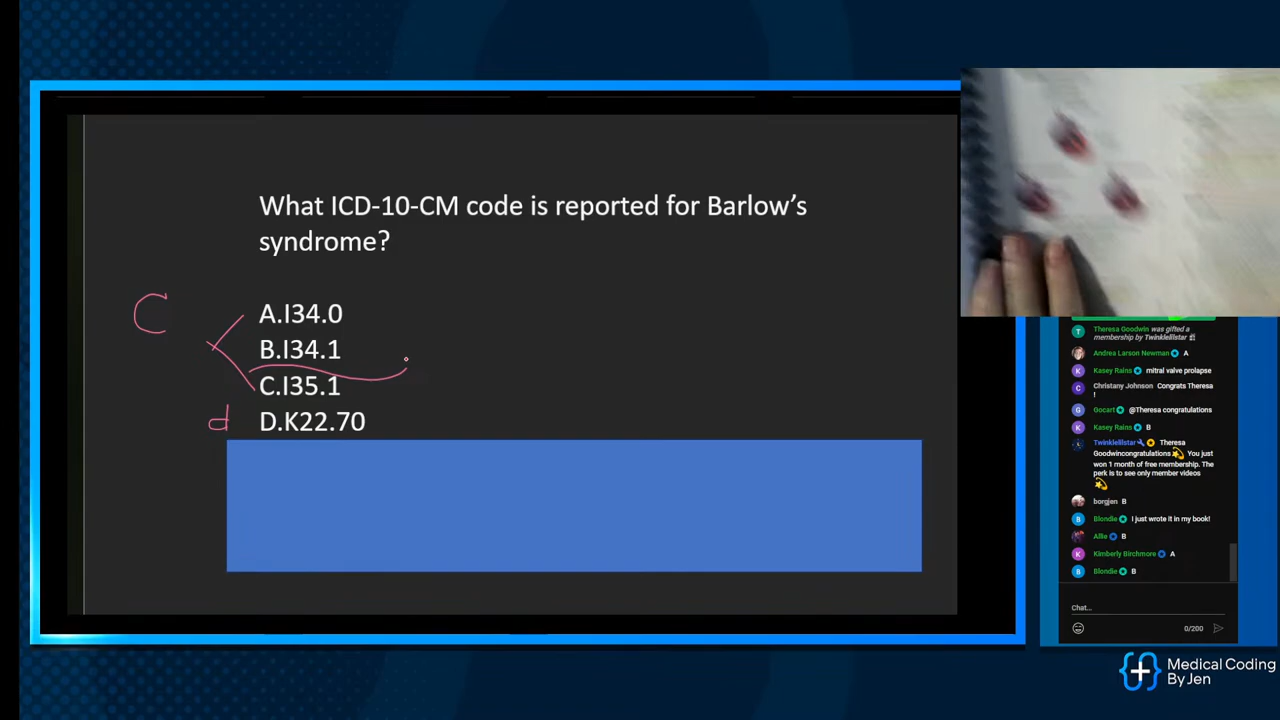 What ICD-10-CM code is reported for Barlow's
syndrome?
C
A.I34.0
B.I34.1
C.I35.1
d D.K22.70
Theresa Goodwin was gifted a
membership by Twinklelilstar
Andrea Larson Newman A
Kasey Rains mitral valve prolapse
Christany Johnson Congrats Theresa
!
Gocart @Theresa congratulations
Kasey Rains B
Twinklelilstar Theresa
Goodwincongratulations You just
won 1 month of free membership. The
perk is to see only member videos
borgjen B
Blondie I just wrote it in my book!
Allie B
Kimberly Birchmore A
Blondie B
Chat...
0/200
Medical Coding
By Jen